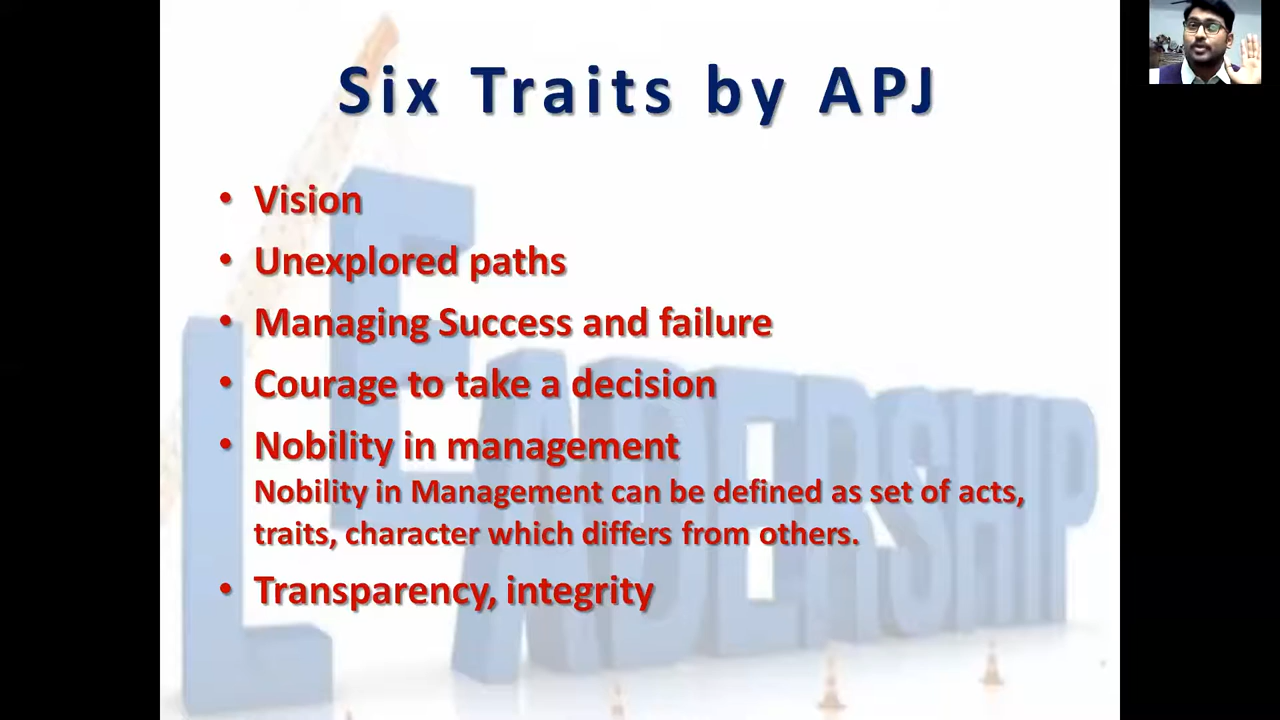 Six Traits by APJ
• Vision
• Unexplored paths
• Managing Success and failure
• Courage to take a decision
• Nobility in management
Nobility in Management can be defined as set of acts,
traits, character which differs from others.
• Transparency, integrity
LEADERSHIP